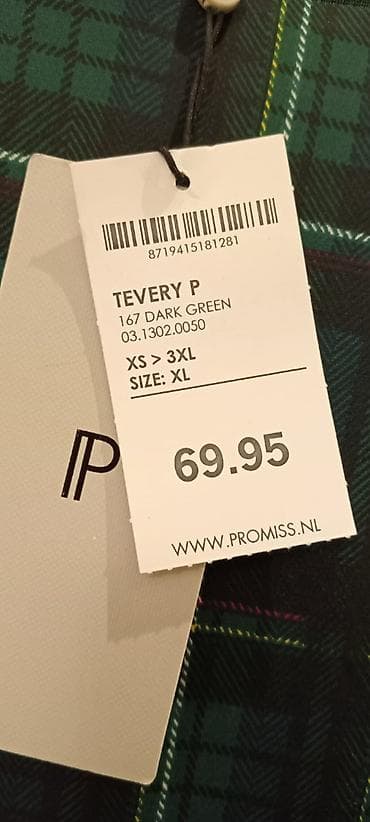 8719415181281
TEVERY P
167 DARK GREEN
03.1302.0050
XS > 3XL
SIZE: XL
69.95
WWW.PROMISS.NL
P